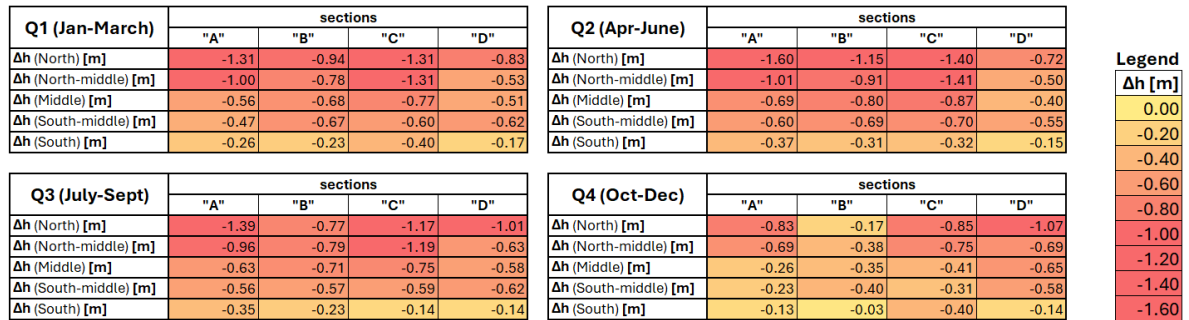 Q1 (Jan-March) sections
"A" "B" "C" "D"
Δh (North) [m] -1.31 -0.94 -1.31 -0.83
Δh (North-middle) [m] -1.00 -0.78 -1.31 -0.53
Δh (Middle) [m] -0.56 -0.68 -0.77 -0.51
Δh (South-middle) [m] -0.47 -0.67 -0.60 -0.62
Δh (South) [m] -0.26 -0.23 -0.40 -0.17
Q2 (Apr-June) sections
"A" "B" "C" "D"
Δh (North) [m] -1.60 -1.15 -1.40 -0.72
Δh (North-middle) [m] -1.01 -0.91 -1.41 -0.50
Δh (Middle) [m] -0.69 -0.80 -0.87 -0.40
Δh (South-middle) [m] -0.60 -0.69 -0.70 -0.55
Δh (South) [m] -0.37 -0.31 -0.32 -0.15
Q3 (July-Sept) sections
"A" "B" "C" "D"
Δh (North) [m] -1.39 -0.77 -1.17 -1.01
Δh (North-middle) [m] -0.96 -0.79 -1.19 -0.63
Δh (Middle) [m] -0.63 -0.71 -0.75 -0.58
Δh (South-middle) [m] -0.56 -0.57 -0.59 -0.62
Δh (South) [m] -0.35 -0.23 -0.14 -0.14
Q4 (Oct-Dec) sections
"A" "B" "C" "D"
Δh (North) [m] -0.83 -0.17 -0.85 -1.07
Δh (North-middle) [m] -0.69 -0.38 -0.75 -0.69
Δh (Middle) [m] -0.26 -0.35 -0.41 -0.65
Δh (South-middle) [m] -0.23 -0.40 -0.31 -0.58
Δh (South) [m] -0.13 -0.03 -0.40 -0.14
Legend
Δh [m]
0.00
-0.20
-0.40
-0.60
-0.80
-1.00
-1.20
-1.40
-1.60